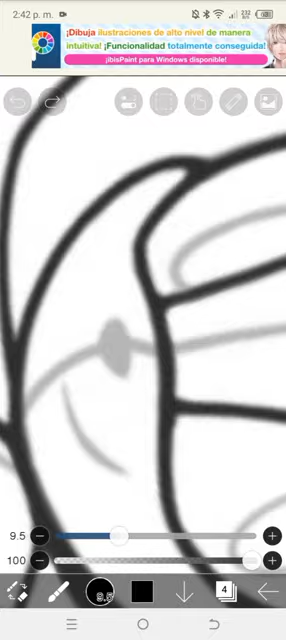 2:42 p. m.
232
¡Dibuja ilustraciones de alto nivel de manera
intuitiva! ¡Funcionalidad totalmente conseguida!
¡ibisPaint para Windows disponible!
9.5
100
9.5
4